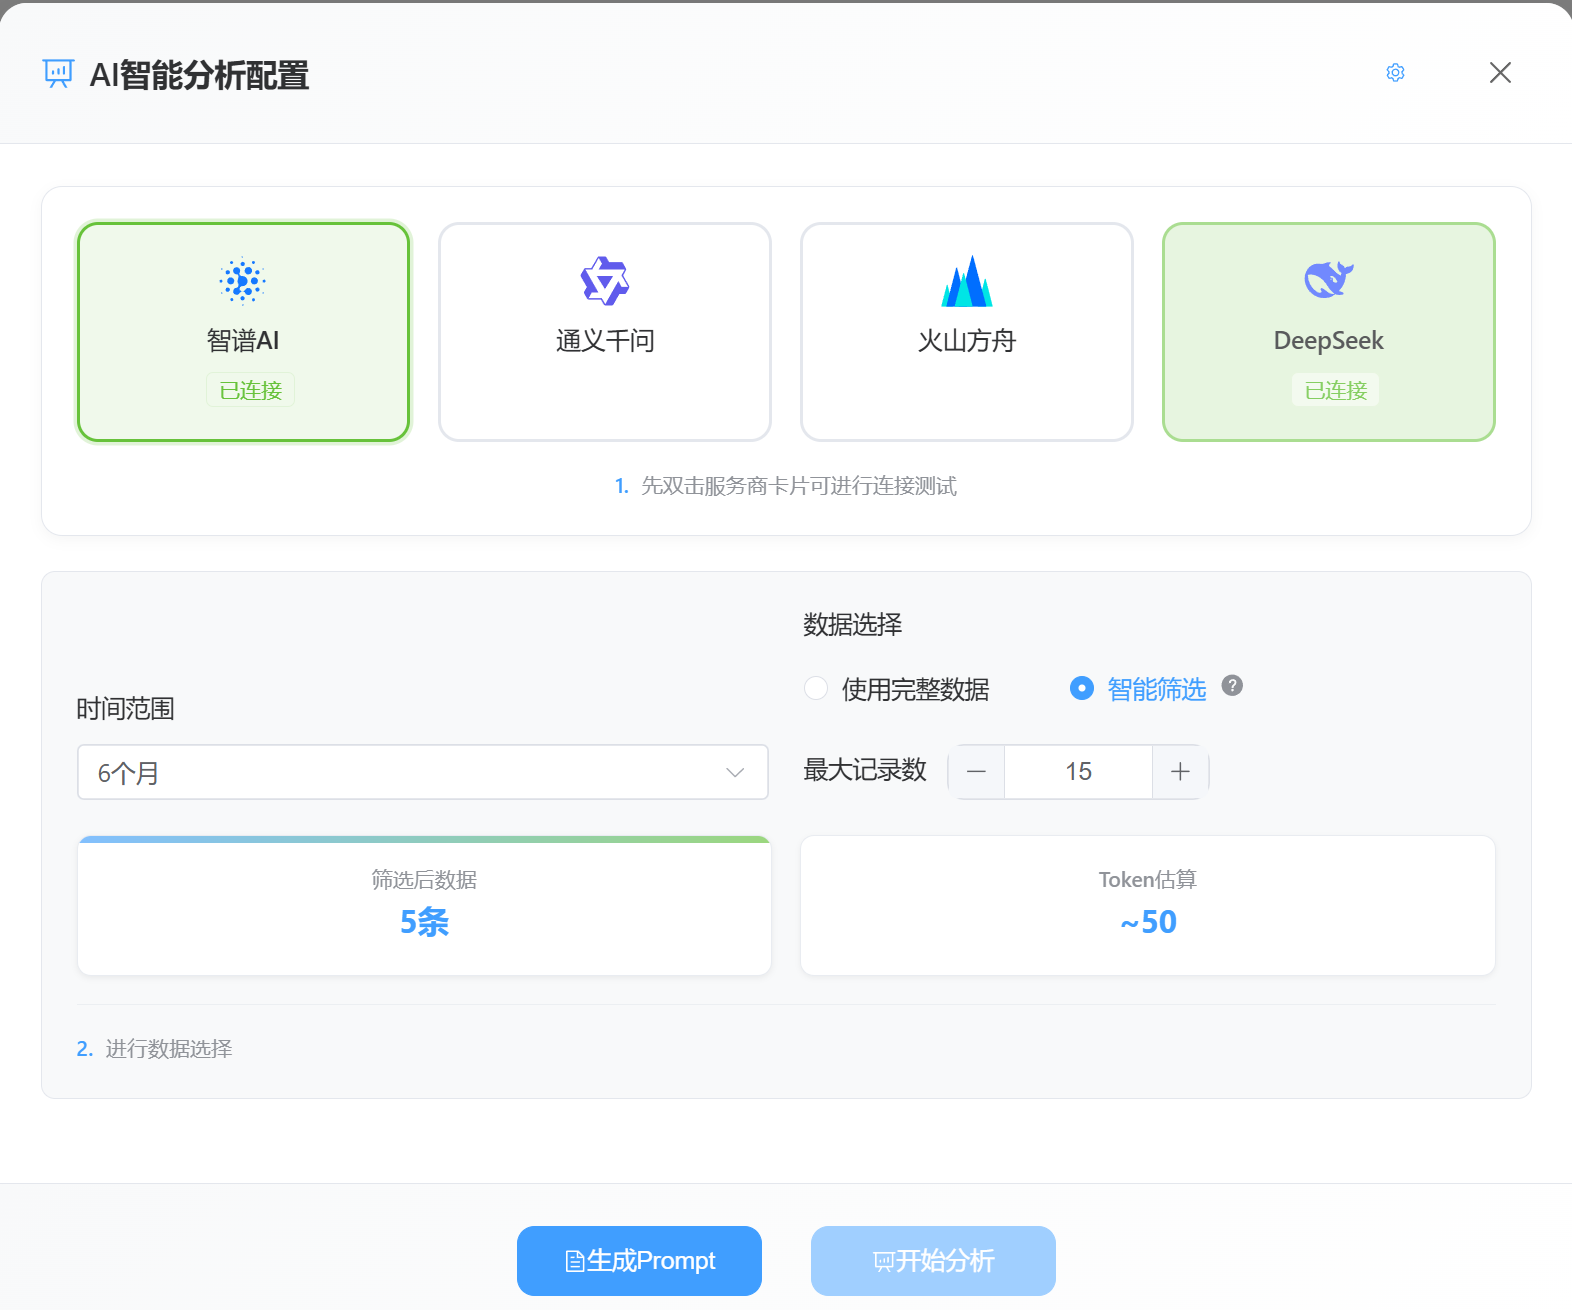 AI智能分析配置
智谱AI
已连接
通义千问
火山方舟
DeepSeek
已连接
1. 先双击服务商卡片可进行连接测试
数据选择
使用完整数据
智能筛选
?
时间范围
6个月
最大记录数
15
筛选后数据
5条
Token估算
~50
2. 进行数据选择
生成Prompt
开始分析